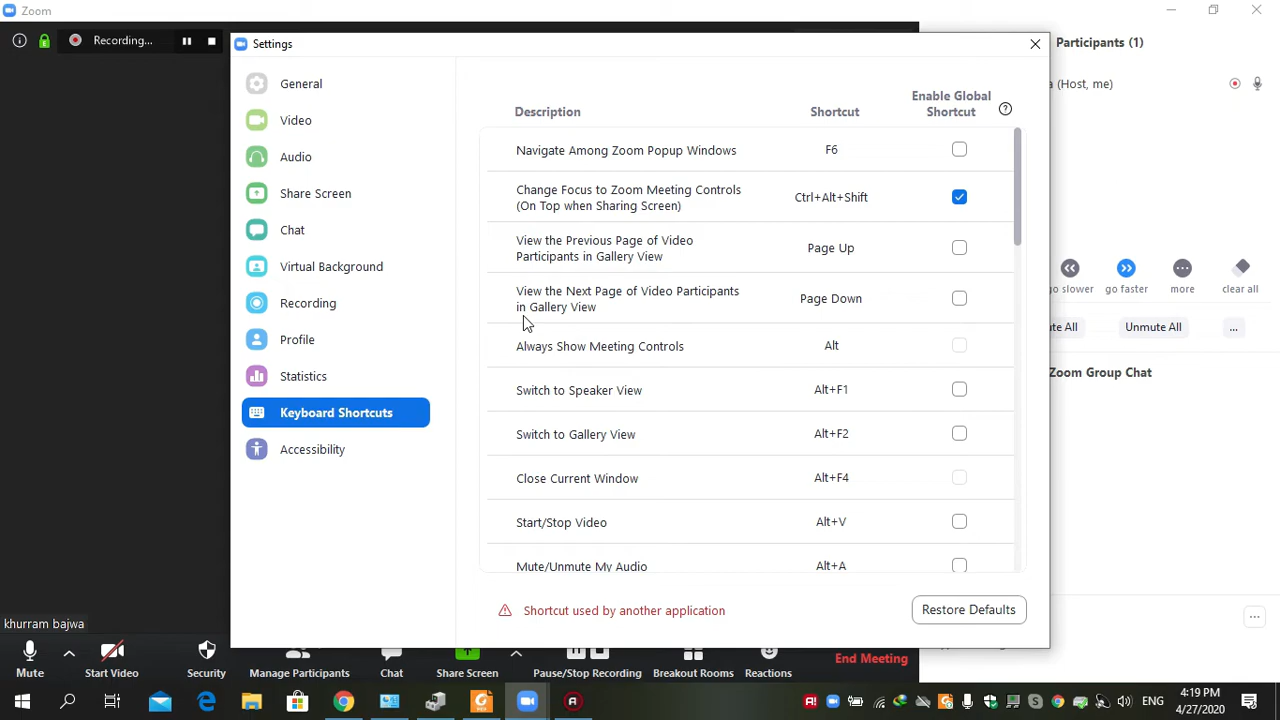 Zoom
Recording...
Settings
Participants (1)
General
Video
Audio
Share Screen
Chat
Virtual Background
Recording
Profile
Statistics
Keyboard Shortcuts
Accessibility
Description
Shortcut
Enable Global
Shortcut
Navigate Among Zoom Popup Windows
F6
Change Focus to Zoom Meeting Controls
(On Top when Sharing Screen)
Ctrl+Alt+Shift
View the Previous Page of Video
Participants in Gallery View
Page Up
View the Next Page of Video Participants
in Gallery View
Page Down
Always Show Meeting Controls
Alt
Switch to Speaker View
Alt+F1
Switch to Gallery View
Alt+F2
Close Current Window
Alt+F4
Start/Stop Video
Alt+V
Mute/Unmute My Audio
Alt+A
Shortcut used by another application
Restore Defaults
a (Host, me)
go slower
go faster
more
clear all
te All
Unmute All
...
Zoom Group Chat
khurram bajwa
Mute
Start Video
Security
Manage Participants
Chat
Share Screen
Pause/Stop Recording
Breakout Rooms
Reactions
End Meeting
ENG
4:19 PM
4/27/2020